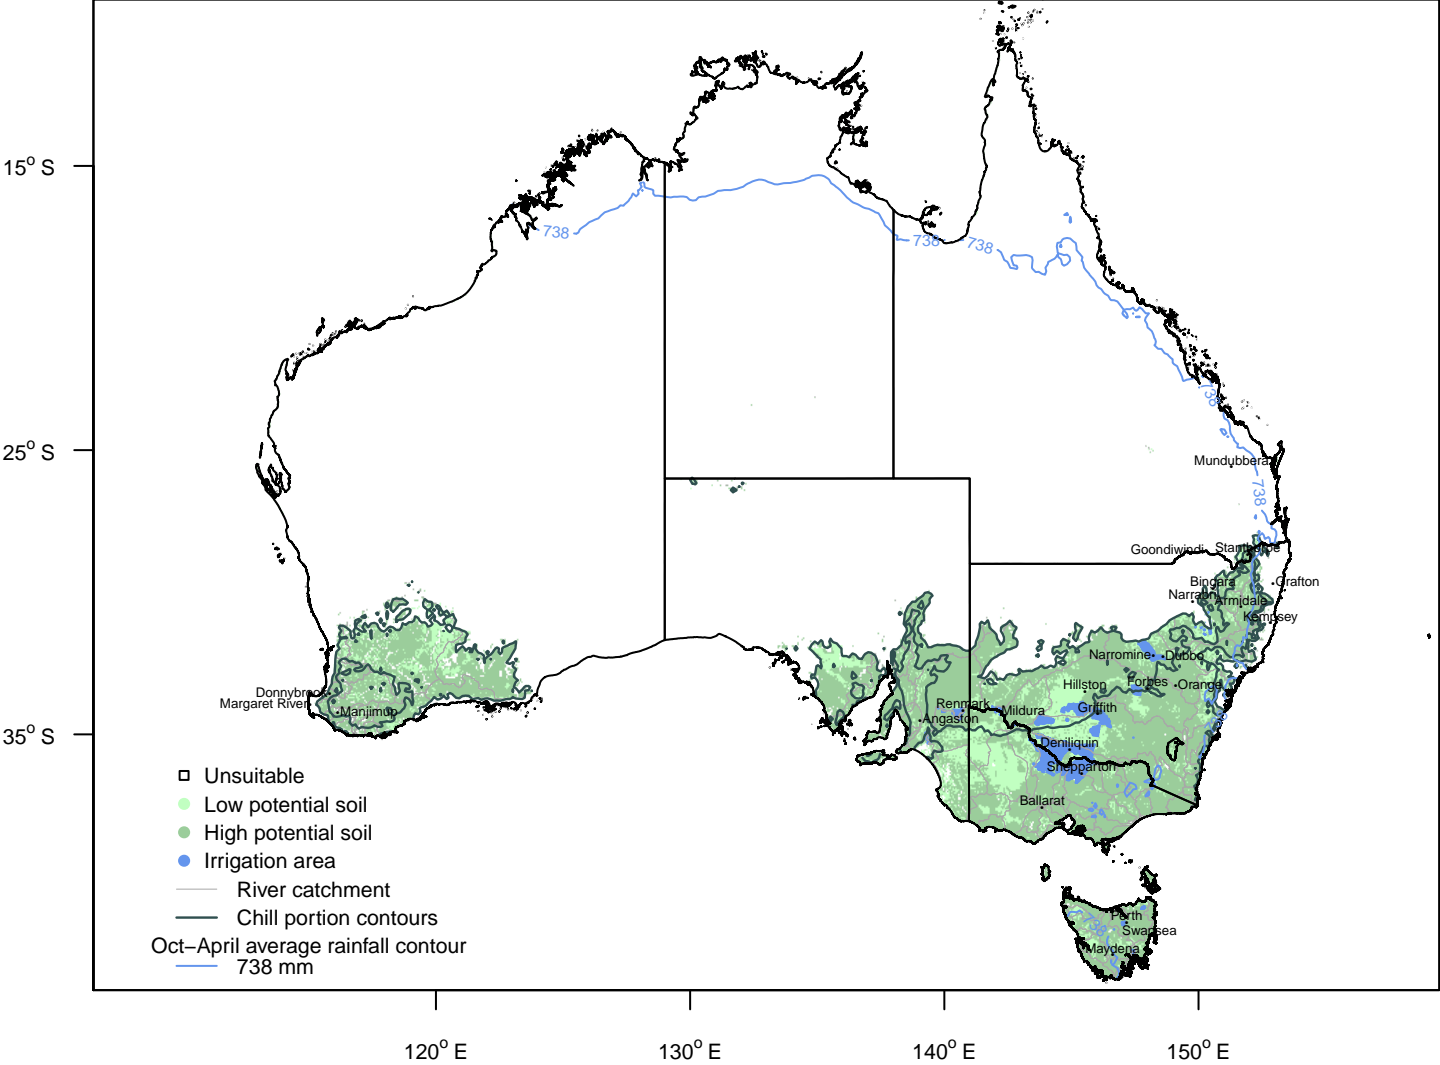 15° S
738
738
738
738
25° S
Mundubbera
738
Goondiwindi
Stanthorpe
Bingara
Grafton
Narrabri
Armidale
Kempsey
Narromine
Dubbo
Hillston
Forbes
Orange
Donnybrook
Margaret River
Manjimup
Renmark
Mildura
Griffith
Angaston
35° S
Deniliquin
Shepparton
Ballarat
Unsuitable
Low potential soil
High potential soil
Irrigation area
River catchment
Chill portion contours
Oct–April average rainfall contour
738 mm
Perth
738
Swansea
Maydena
120° E
130° E
140° E
150° E